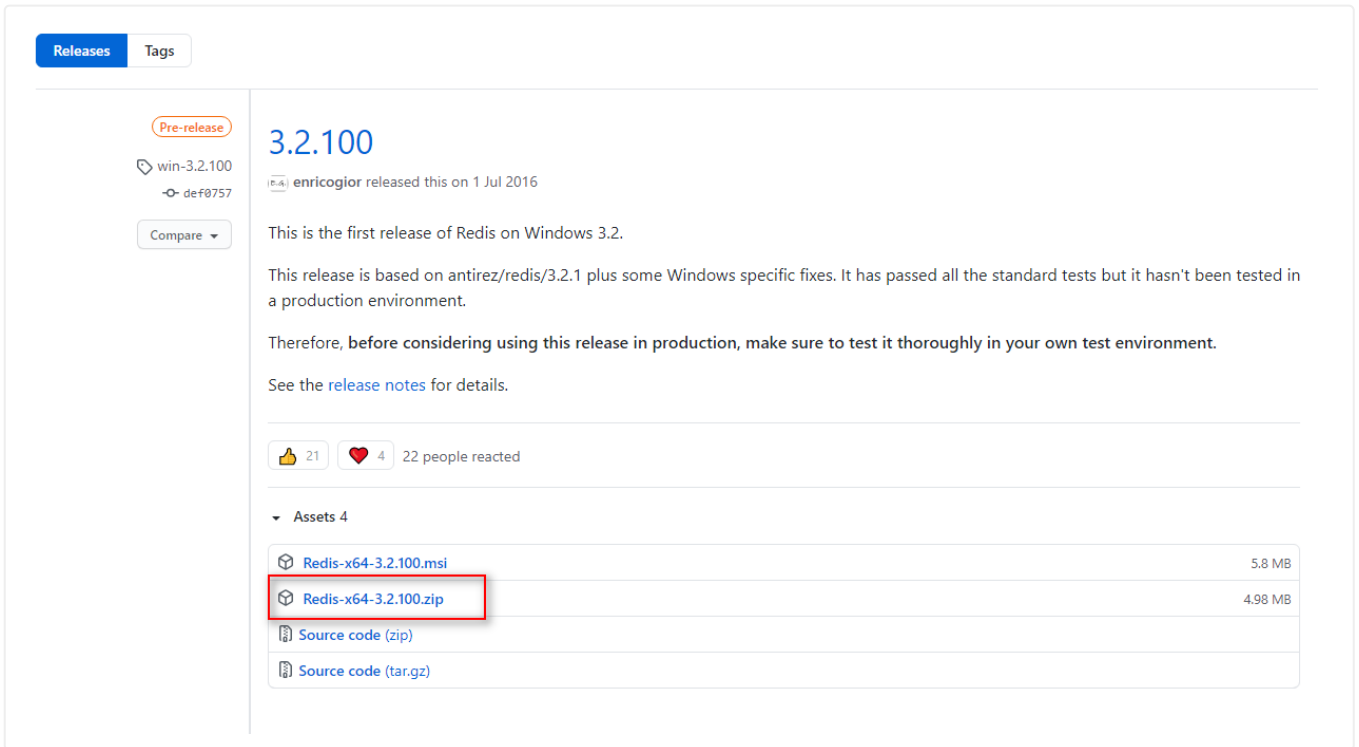 Releases Tags
Pre-release
win-3.2.100
def0757
Compare
3.2.100
enricogior released this on 1 Jul 2016
This is the first release of Redis on Windows 3.2.
This release is based on antirez/redis/3.2.1 plus some Windows specific fixes. It has passed all the standard tests but it hasn't been tested in
a production environment.
Therefore, before considering using this release in production, make sure to test it thoroughly in your own test environment.
See the release notes for details.
21 4 22 people reacted
Assets 4
Redis-x64-3.2.100.msi 5.8 MB
Redis-x64-3.2.100.zip 4.98 MB
Source code (zip)
Source code (tar.gz)